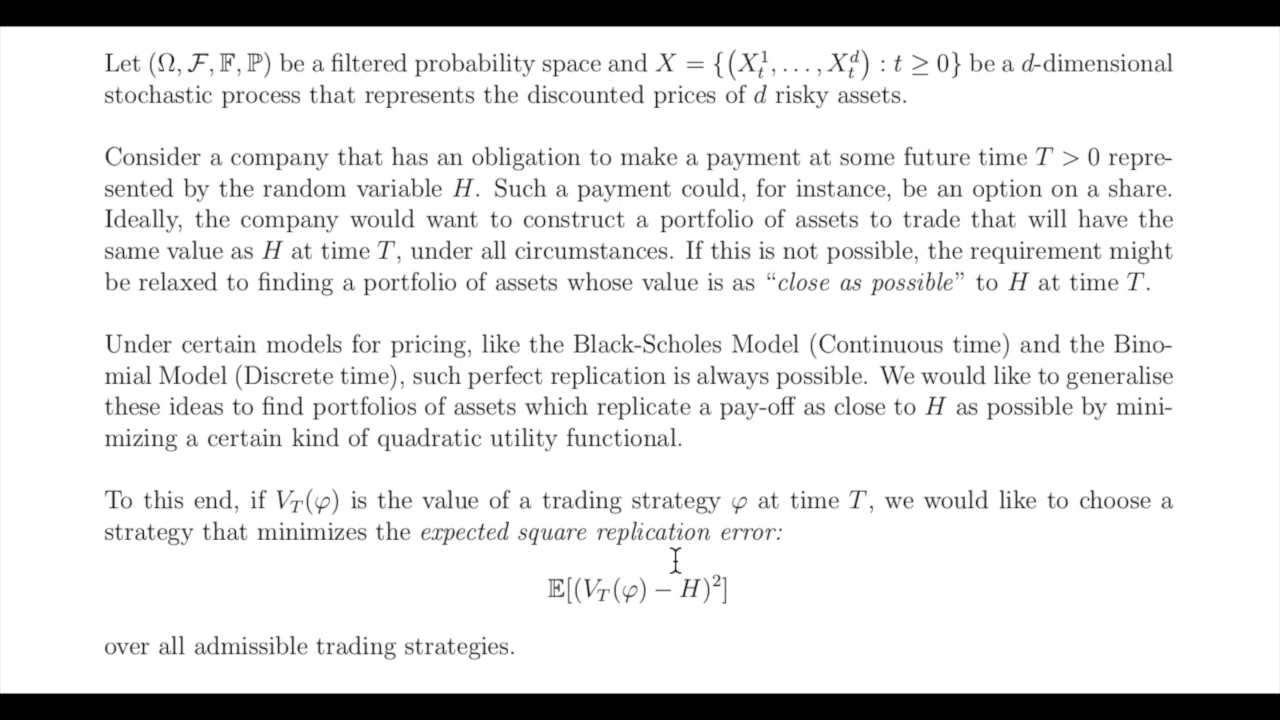 Let (Ω, ℱ, 𝔽, ℙ) be a filtered probability space and X = {(X_t^1, . . . , X_t^d) : t ≥ 0} be a d-dimensional
stochastic process that represents the discounted prices of d risky assets.
Consider a company that has an obligation to make a payment at some future time T > 0 repre-
sented by the random variable H. Such a payment could, for instance, be an option on a share.
Ideally, the company would want to construct a portfolio of assets to trade that will have the
same value as H at time T, under all circumstances. If this is not possible, the requirement might
be relaxed to finding a portfolio of assets whose value is as “close as possible” to H at time T.
Under certain models for pricing, like the Black-Scholes Model (Continuous time) and the Bino-
mial Model (Discrete time), such perfect replication is always possible. We would like to generalise
these ideas to find portfolios of assets which replicate a pay-off as close to H as possible by mini-
mizing a certain kind of quadratic utility functional.
To this end, if V_T(φ) is the value of a trading strategy φ at time T, we would like to choose a
strategy that minimizes the expected square replication error:
𝔼[(V_T(φ) − H)²]
over all admissible trading strategies.